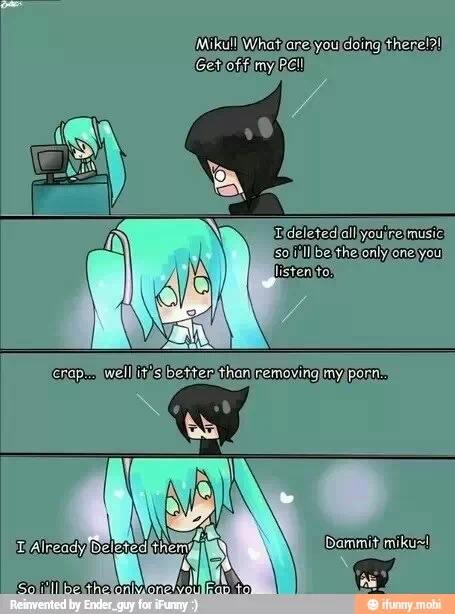 Miku!! What are you doing there!?!
Get off my PC!!
I deleted all you're music
so i'll be the only one you
listen to.
crap... well it's better than removing my porn..
I Already Deleted them
Dammit miku~!
So i'll be the only one you Fap to
Reinvented by Ender_guy for iFunny :)
ifunny.mobi